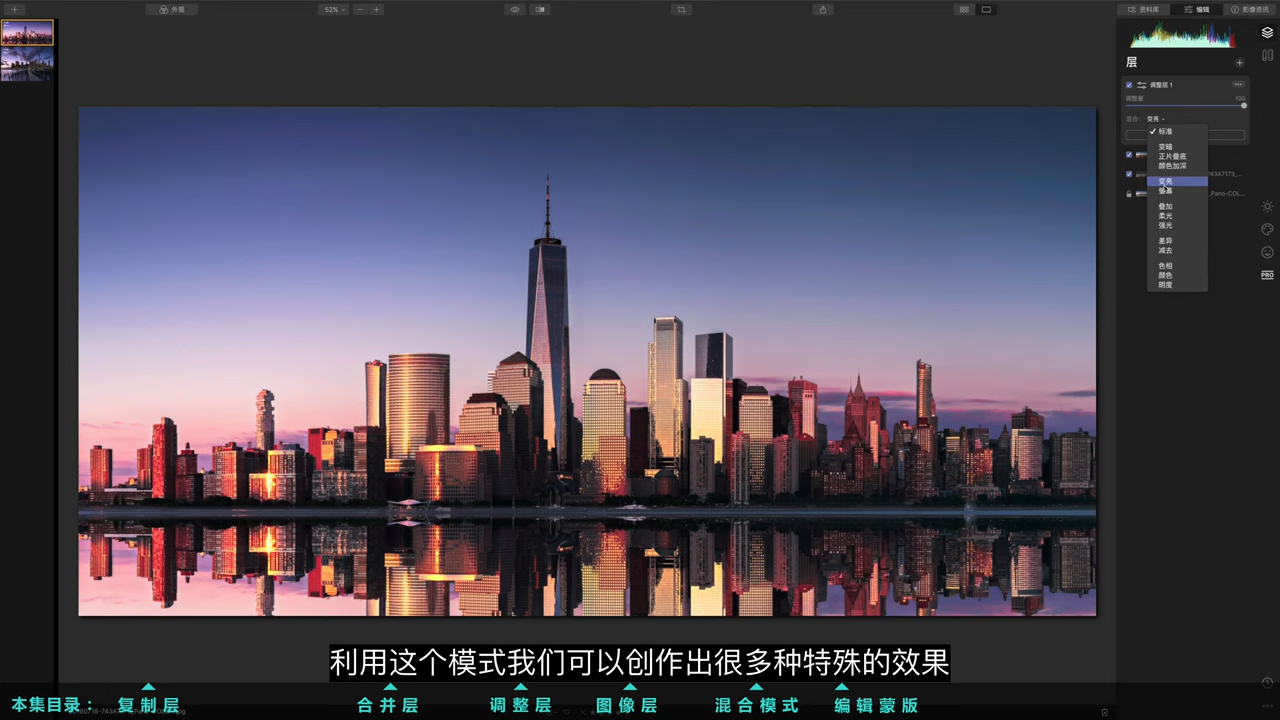 外观
52%
资料库
编辑
影像资讯
层
调整层 1
调整量
100
混合:
变亮
标准
变暗
正片叠底
颜色加深
变亮
叠加
柔光
强光
差异
减去
色相
颜色
明度
743A7173_...
_Pano-COL...
PRO
利用这个模式我们可以创作出很多种特殊的效果
本集目录：
复制层
合并层
调整层
图像层
混合模式
编辑蒙版